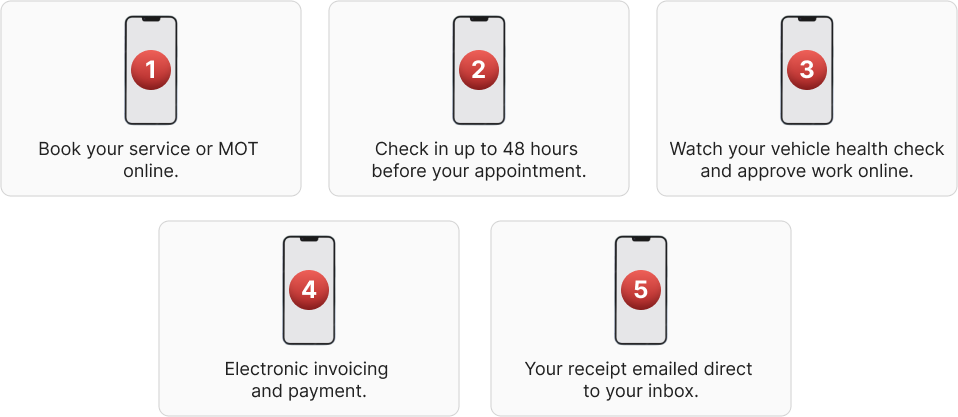 1
Book your service or MOT
online.
2
Check in up to 48 hours
before your appointment.
3
Watch your vehicle health check
and approve work online.
4
Electronic invoicing
and payment.
5
Your receipt emailed direct
to your inbox.